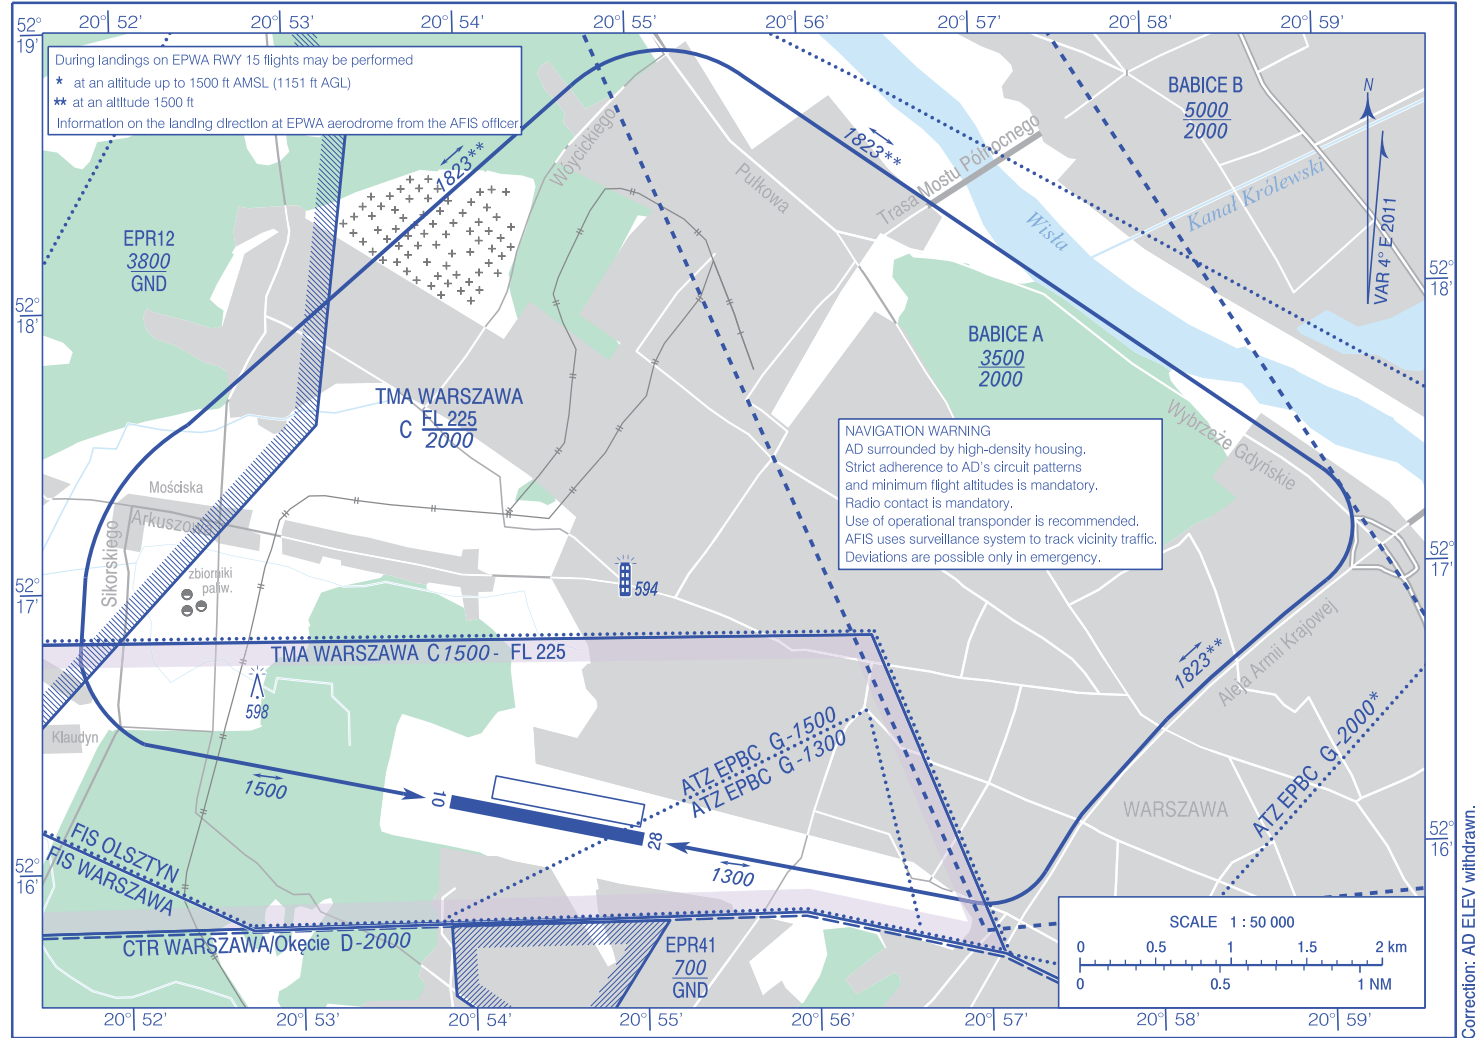 20° 52'
20° 53'
20° 54'
20° 55'
20° 56'
20° 57'
20° 58'
20° 59'
52°
19'
During landings on EPWA RWY 15 flights may be performed
* at an altitude up to 1500 ft AMSL (1151 ft AGL)
** at an altitude 1500 ft
Information on the landing direction at EPWA aerodrome from the AFIS officer
BABICE B
5000
2000
N
VAR 4° E 2011
1823**
Wóycickiego
1823**
Pułkowa
Trasa Mostu Północnego
Wisła
Kanał Królewski
EPR12
3800
GND
52°
18'
52°
18'
BABICE A
3500
2000
TMA WARSZAWA
C FL 225
2000
Wybrzeże Gdyńskie
NAVIGATION WARNING
AD surrounded by high-density housing.
Strict adherence to AD's circuit patterns
and minimum flight altitudes is mandatory.
Radio contact is mandatory.
Use of operational transponder is recommended.
AFIS uses surveillance system to track vicinity traffic.
Deviations are possible only in emergency.
Mościska
Sikorskiego
zbiorniki
paliw.
594
52°
17'
52°
17'
TMA WARSZAWA C 1500 - FL 225
1823**
Aleja Armii Krajowej
598
Klaudyn
1500
10
28
1300
ATZ EPBC G -1500
ATZ EPBC G -1300
ATZ EPBC G -2000*
WARSZAWA
52°
16'
52°
16'
FIS OLSZTYN
FIS WARSZAWA
CTR WARSZAWA/Okęcie D-2000
EPR41
700
GND
SCALE 1 : 50 000
0 0.5 1 1.5 2 km
0 0.5 1 NM
20° 52'
20° 53'
20° 54'
20° 55'
20° 56'
20° 57'
20° 58'
20° 59'
Correction: AD ELEV withdrawn.